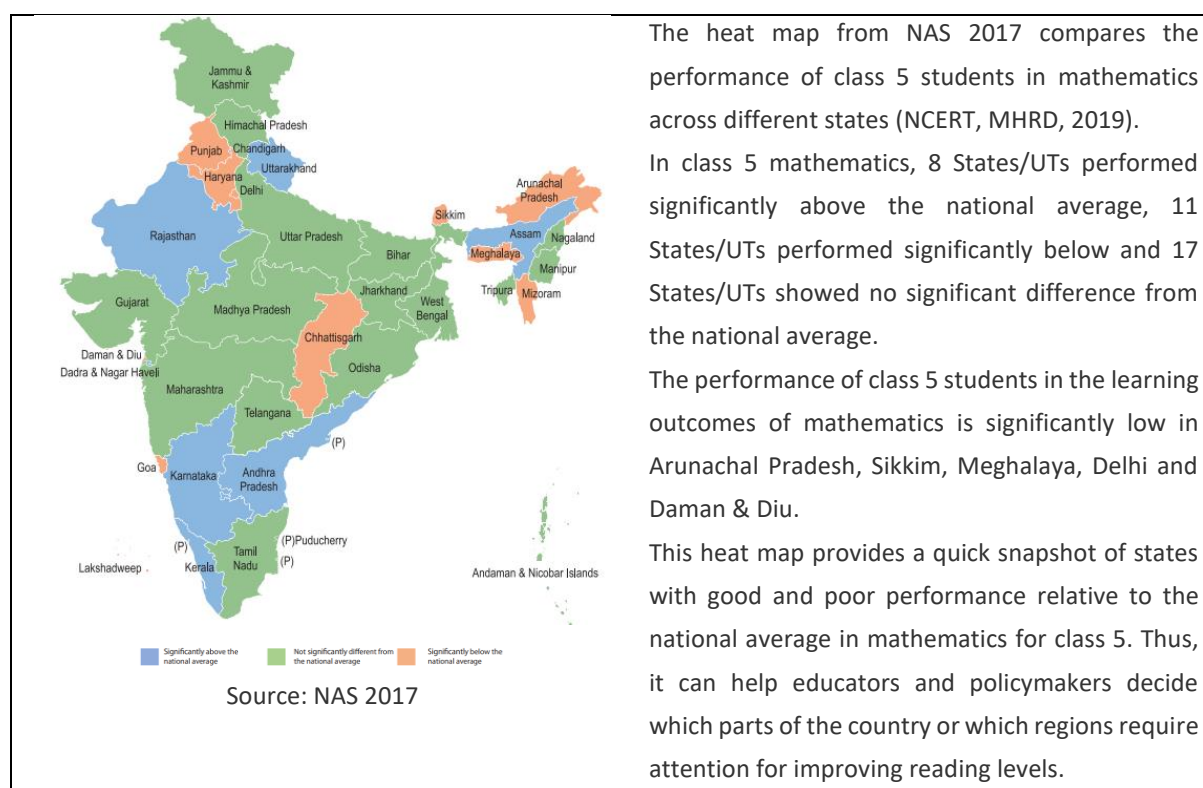 Jammu &
Kashmir
Himachal Pradesh
Punjab
Chandigarh
Uttarakhand
Haryana
Delhi
Arunachal
Pradesh
Sikkim
Rajasthan
Uttar Pradesh
Assam
Nagaland
Bihar
Meghalaya
Manipur
Gujarat
Madhya Pradesh
Jharkhand
West
Bengal
Tripura
Mizoram
Chhattisgarh
Daman & Diu
Dadra & Nagar Haveli
Odisha
Maharashtra
Telangana
(P)
Goa
Karnataka
Andhra
Pradesh
(P)
(P)Puducherry
Tamil
Nadu
(P)
Lakshadweep
Kerala
Andaman & Nicobar Islands
Significantly above the
national average
Not significantly different from
the national average
Significantly below the
national average
Source: NAS 2017
The heat map from NAS 2017 compares the
performance of class 5 students in mathematics
across different states (NCERT, MHRD, 2019).
In class 5 mathematics, 8 States/UTs performed
significantly above the national average, 11
States/UTs performed significantly below and 17
States/UTs showed no significant difference from
the national average.
The performance of class 5 students in the learning
outcomes of mathematics is significantly low in
Arunachal Pradesh, Sikkim, Meghalaya, Delhi and
Daman & Diu.
This heat map provides a quick snapshot of states
with good and poor performance relative to the
national average in mathematics for class 5. Thus,
it can help educators and policymakers decide
which parts of the country or which regions require
attention for improving reading levels.